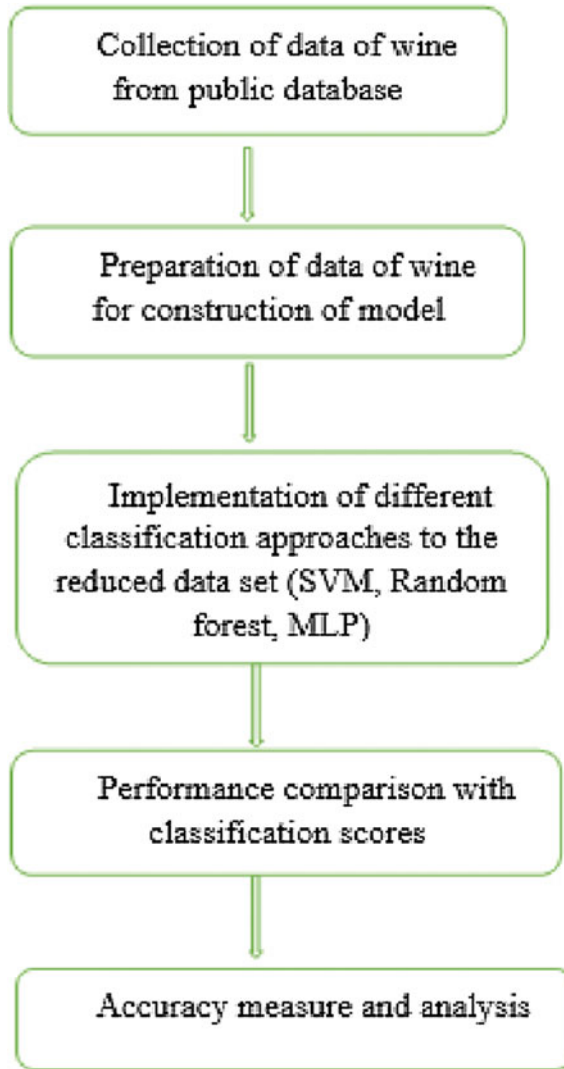 Collection of data of wine
from public database
Preparation of data of wine
for construction of model
Implementation of different
classification approaches to the
reduced data set (SVM, Random
forest, MLP)
Performance comparison with
classification scores
Accuracy measure and analysis